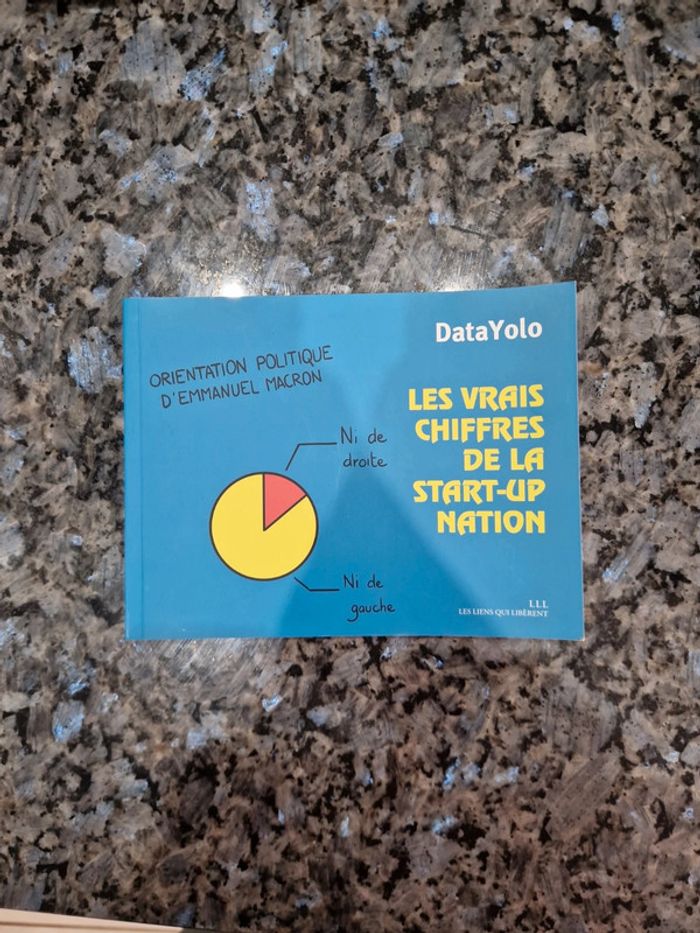 DataYolo
LES VRAIS
CHIFFRES
DE LA
START-UP
NATION
ORIENTATION POLITIQUE
D'EMMANUEL MACRON
Ni de
droite
Ni de
gauche
LLL
LES LIENS QUI LIBÈRENT